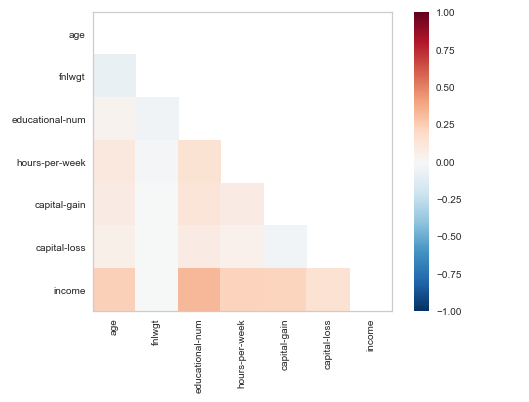 age
fnlwgt
educational-num
hours-per-week
capital-gain
capital-loss
income
age
fnlwgt
educational-num
hours-per-week
capital-gain
capital-loss
income
1.00
0.75
0.50
0.25
0.00
−0.25
−0.50
−0.75
−1.00